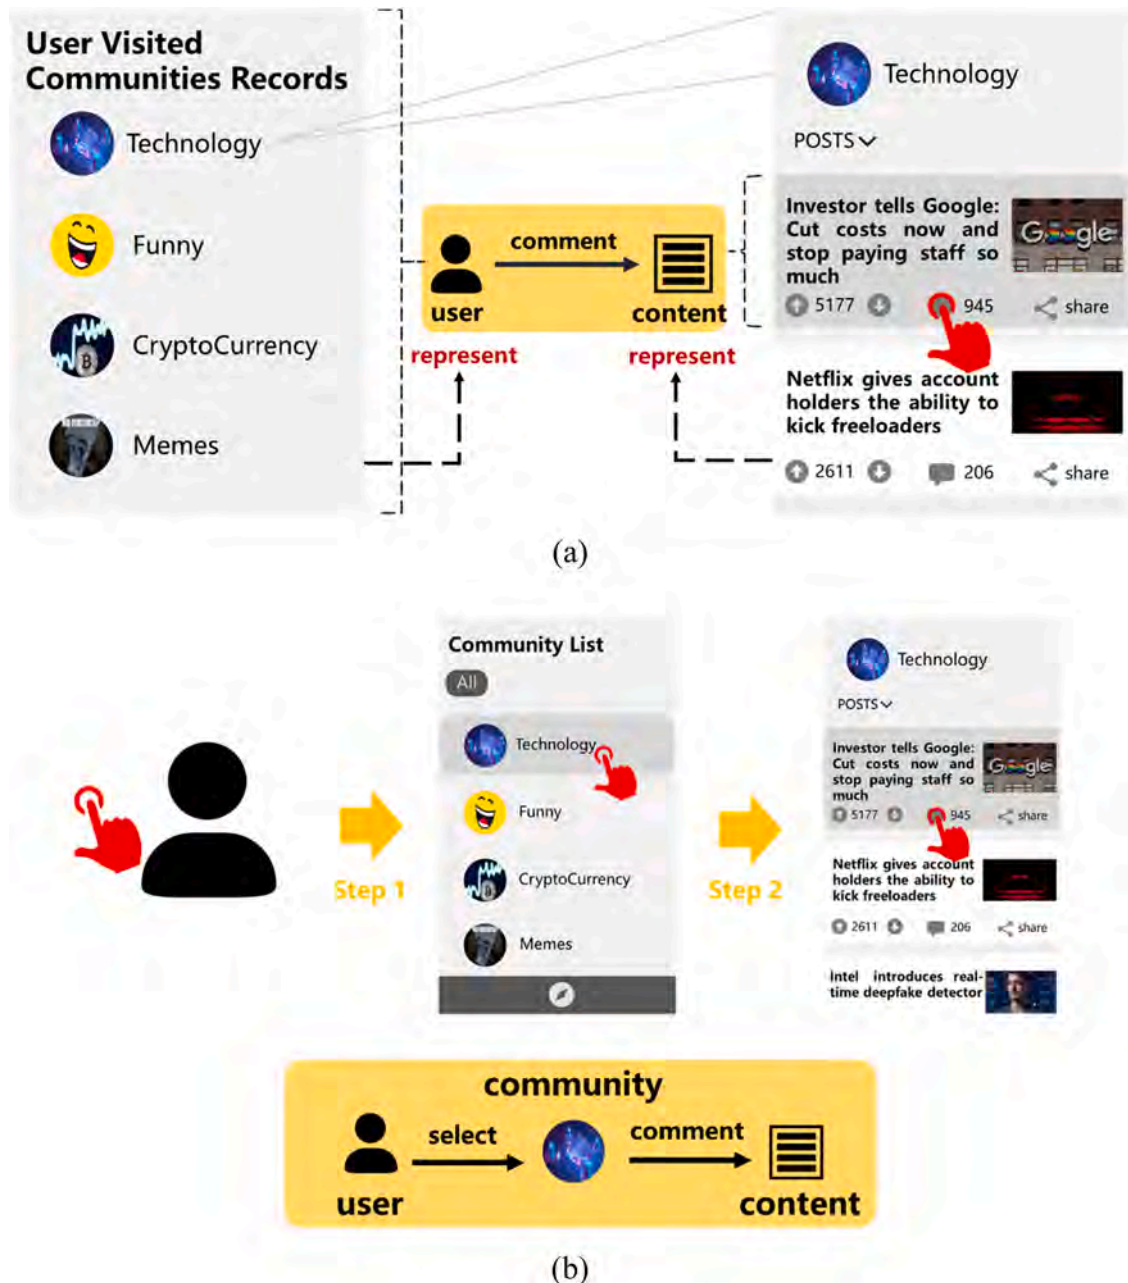 User Visited
Communities Records
Technology
Funny
CryptoCurrency
Memes
comment
user
content
represent
represent
Technology
POSTS
Investor tells Google:
Cut costs now and
stop paying staff so
much
Google
5177
945
share
Netflix gives account
holders the ability to
kick freeloaders
2611
206
share
(a)
Step 1
Community List
All
Technology
Funny
CryptoCurrency
Memes
Step 2
Technology
POSTS
Investor tells Google:
Cut costs now and
stop paying staff so
much
Google
5177
945
share
Netflix gives account
holders the ability to
kick freeloaders
2611
206
share
Intel introduces real-
time deepfake detector
community
select
comment
user
content
(b)